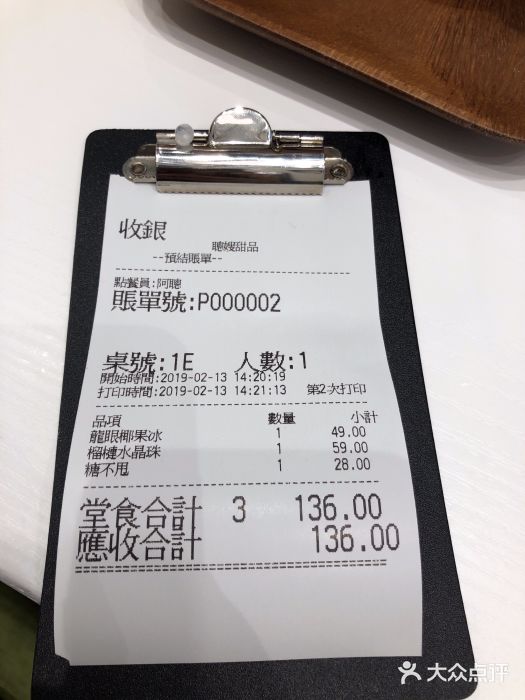 收銀
聰嫂甜品
--預結賬單--
點餐員:阿聰
賬單號:P000002
桌號:1E 人數:1
開始時間:2019-02-13 14:20:19
打印時間:2019-02-13 14:21:13 第2次打印
品項 數量 小計
龍眼椰果冰 1 49.00
榴槤水晶珠 1 59.00
糖不甩 1 28.00
堂食合計 3 136.00
應收合計 136.00
大众点评